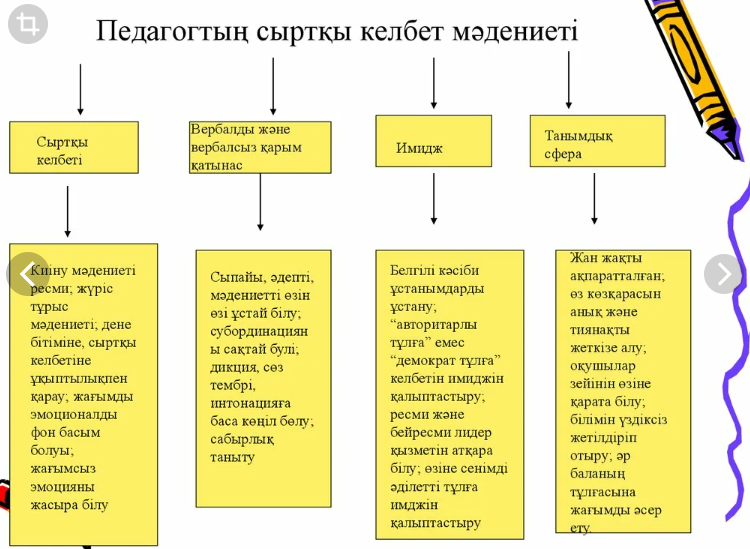 Педагогтың сыртқы келбет мәдениеті
Сыртқы
келбеті
Вербалды және
вербалсыз қарым
қатынас
Имидж
Танымдық
сфера
Киіну мәдениеті
ресми; жүріс
тұрыс
мәдениеті; дене
бітіміне, сыртқы
келбетіне
ұқыптылықпен
қарау; жағымды
эмоционалды
фон басым
болуы;
жағымсыз
эмоцияны
жасыра білу
Сыпайы, әдепті,
мәдениетті өзін
өзі ұстай білу;
субординациян
ы сақтай булі;
дикция, сөз
тембрі,
интонацияға
баса көңіл бөлу;
сабырлық
таныту
Белгілі кәсіби
ұстанымдарды
ұстану;
“авторитарлы
тұлға” емес
“демократ тұлға”
келбетін имиджін
қалыптастыру;
ресми және
бейресми лидер
қызметін атқара
білу; өзіне сенімді
әділетті тұлға
имджін
қалыптастыру
Жан жақты
ақпаратталған;
өз көзқарасын
анық және
тиянақты
жеткізе алу;
оқушылар
зейінін өзіне
қарата білу;
білімін үздіксіз
жетілдіріп
отыру; әр
баланың
тұлғасына
жағымды әсер
ету.